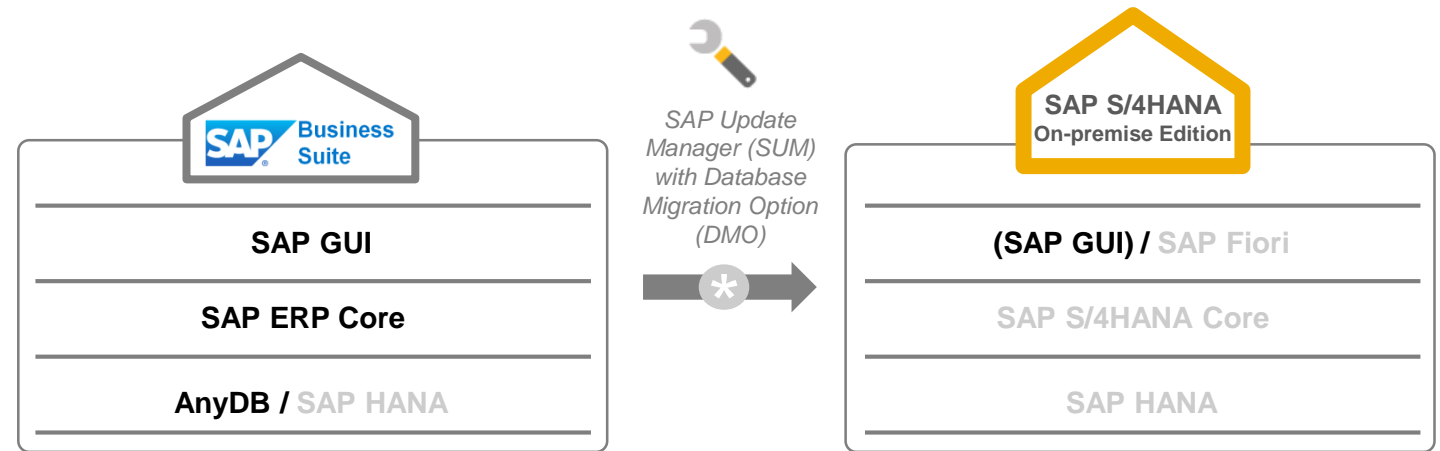 SAP Business
Suite
SAP GUI
SAP ERP Core
AnyDB / SAP HANA
SAP Update
Manager (SUM)
with Database
Migration Option
(DMO)
*
SAP S/4HANA
On-premise Edition
(SAP GUI) / SAP Fiori
SAP S/4HANA Core
SAP HANA